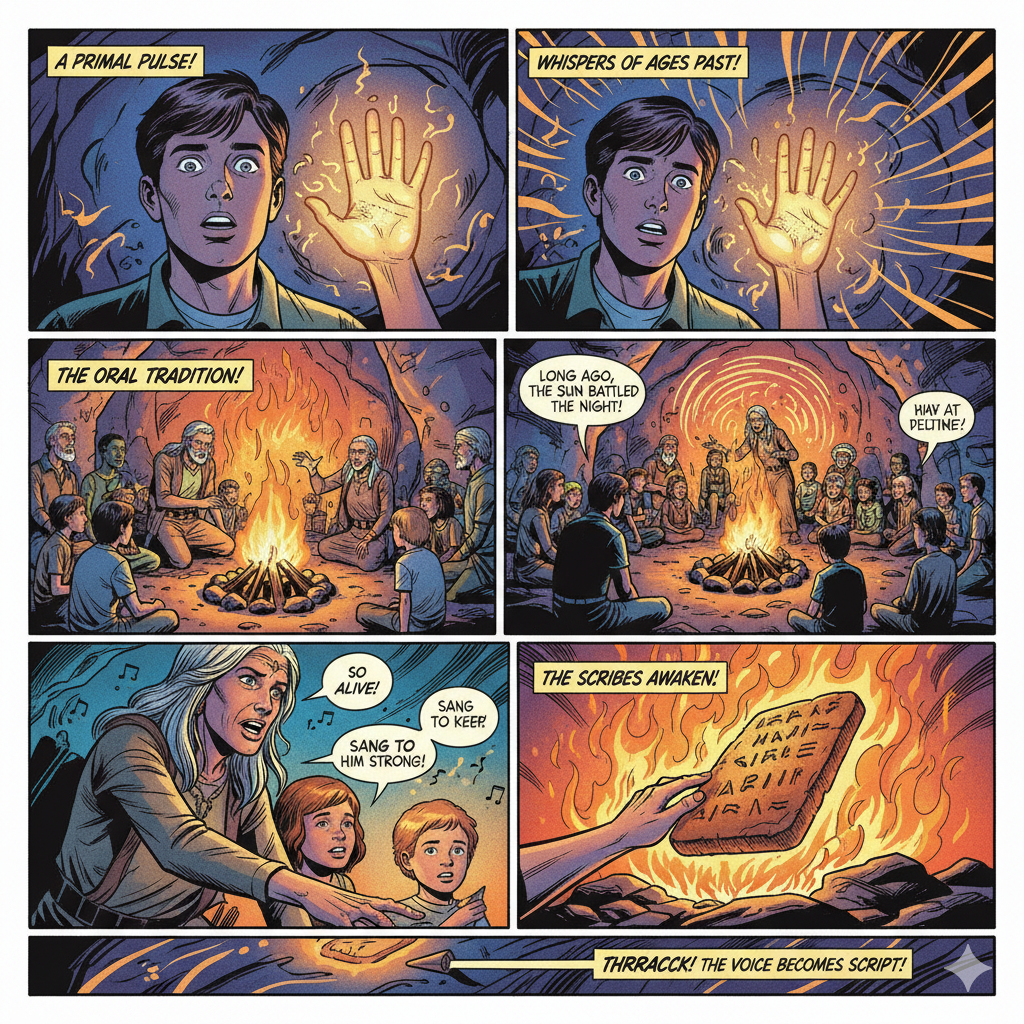 A PRIMAL PULSE!
WHISPERS OF AGES PAST!
THE ORAL TRADITION!
LONG AGO,
THE SUN BATTLED
THE NIGHT!
AT
SO
ALIVE!
SANG
TO KEEP.
SANG TO
HIM STRONG!
THE SCRIBES AWAKEN!
THRRACCK! THE VOICE BECOMES SCRIPT!